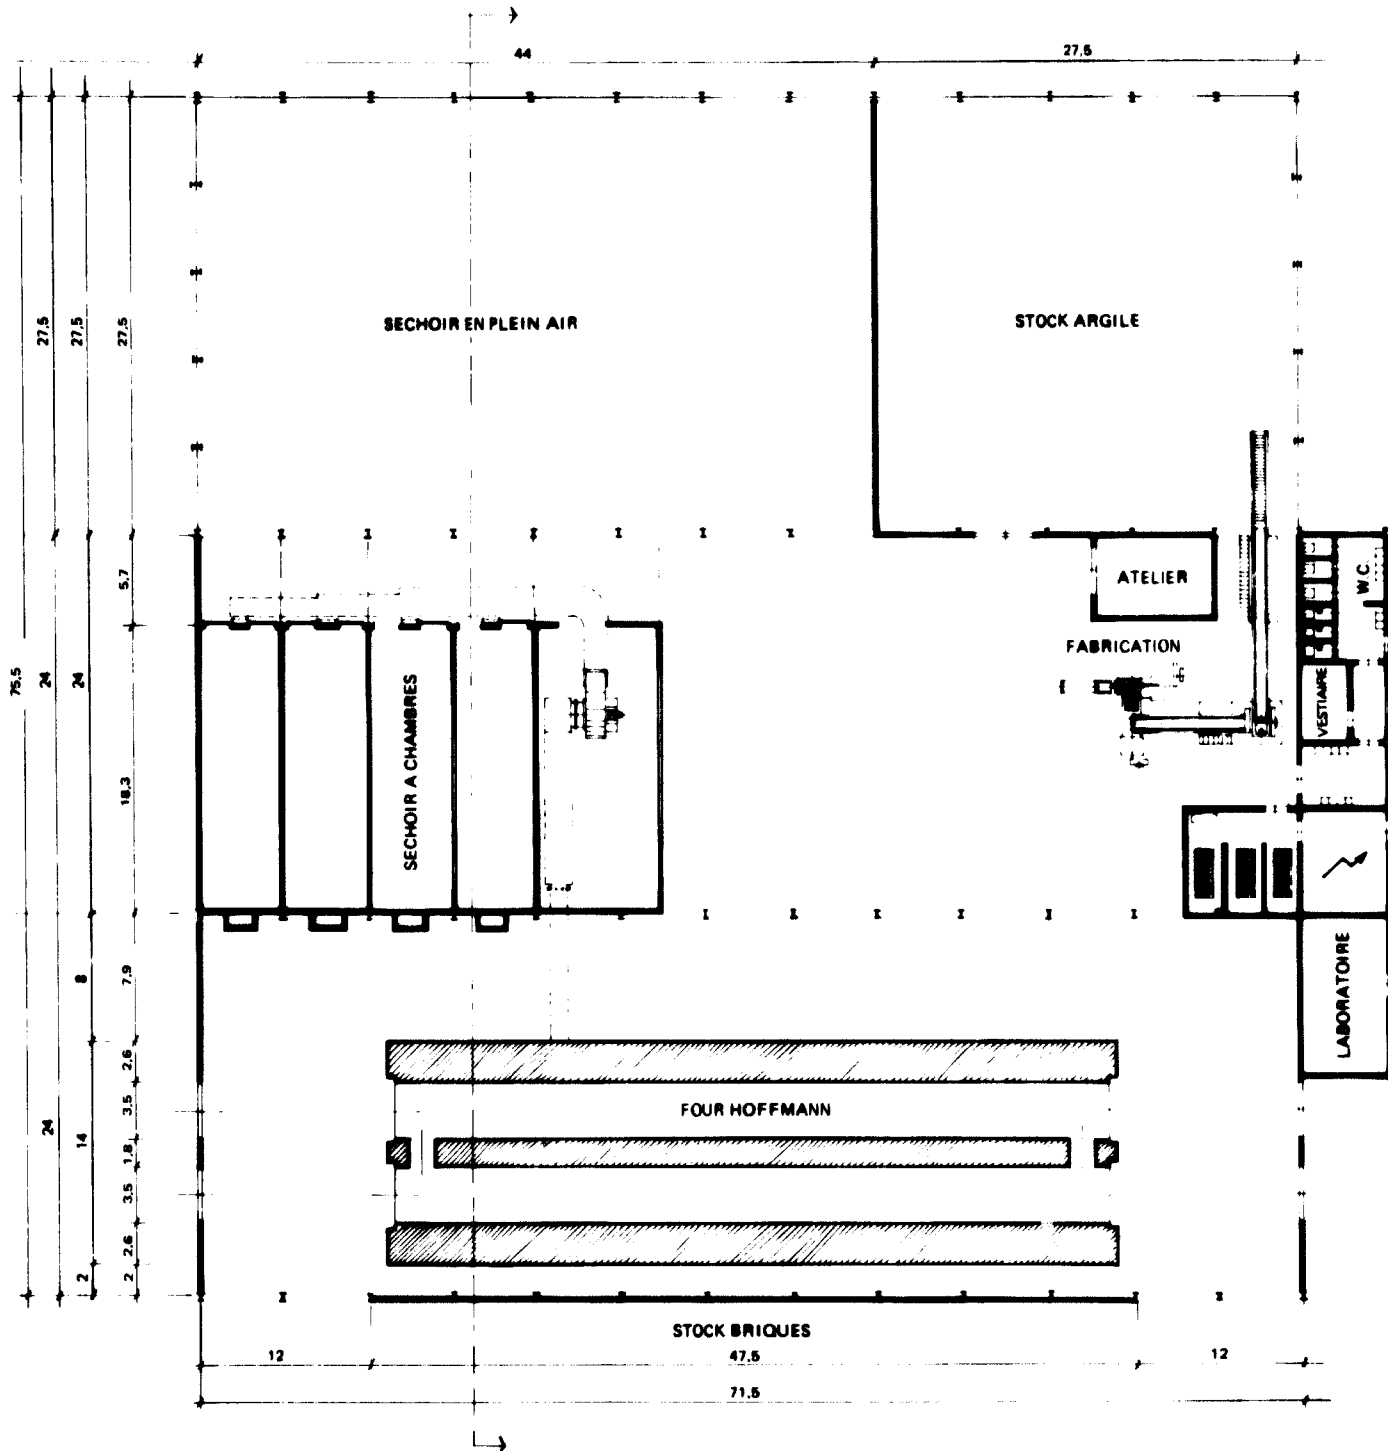 44
27,5
27,5
27,5
27,5
SECHOIR EN PLEIN AIR
STOCK ARGILE
5,7
ATELIER
W.C.
FABRICATION
75,5
24
24
SECHOIR A CHAMBRES
VESTIAIRE
18,3
8
7,9
LABORATOIRE
2.6
3,5
FOUR HOFFMANN
24
14
1,8
3,5
2,6
2
2
STOCK BRIQUES
12
47,5
12
71,5